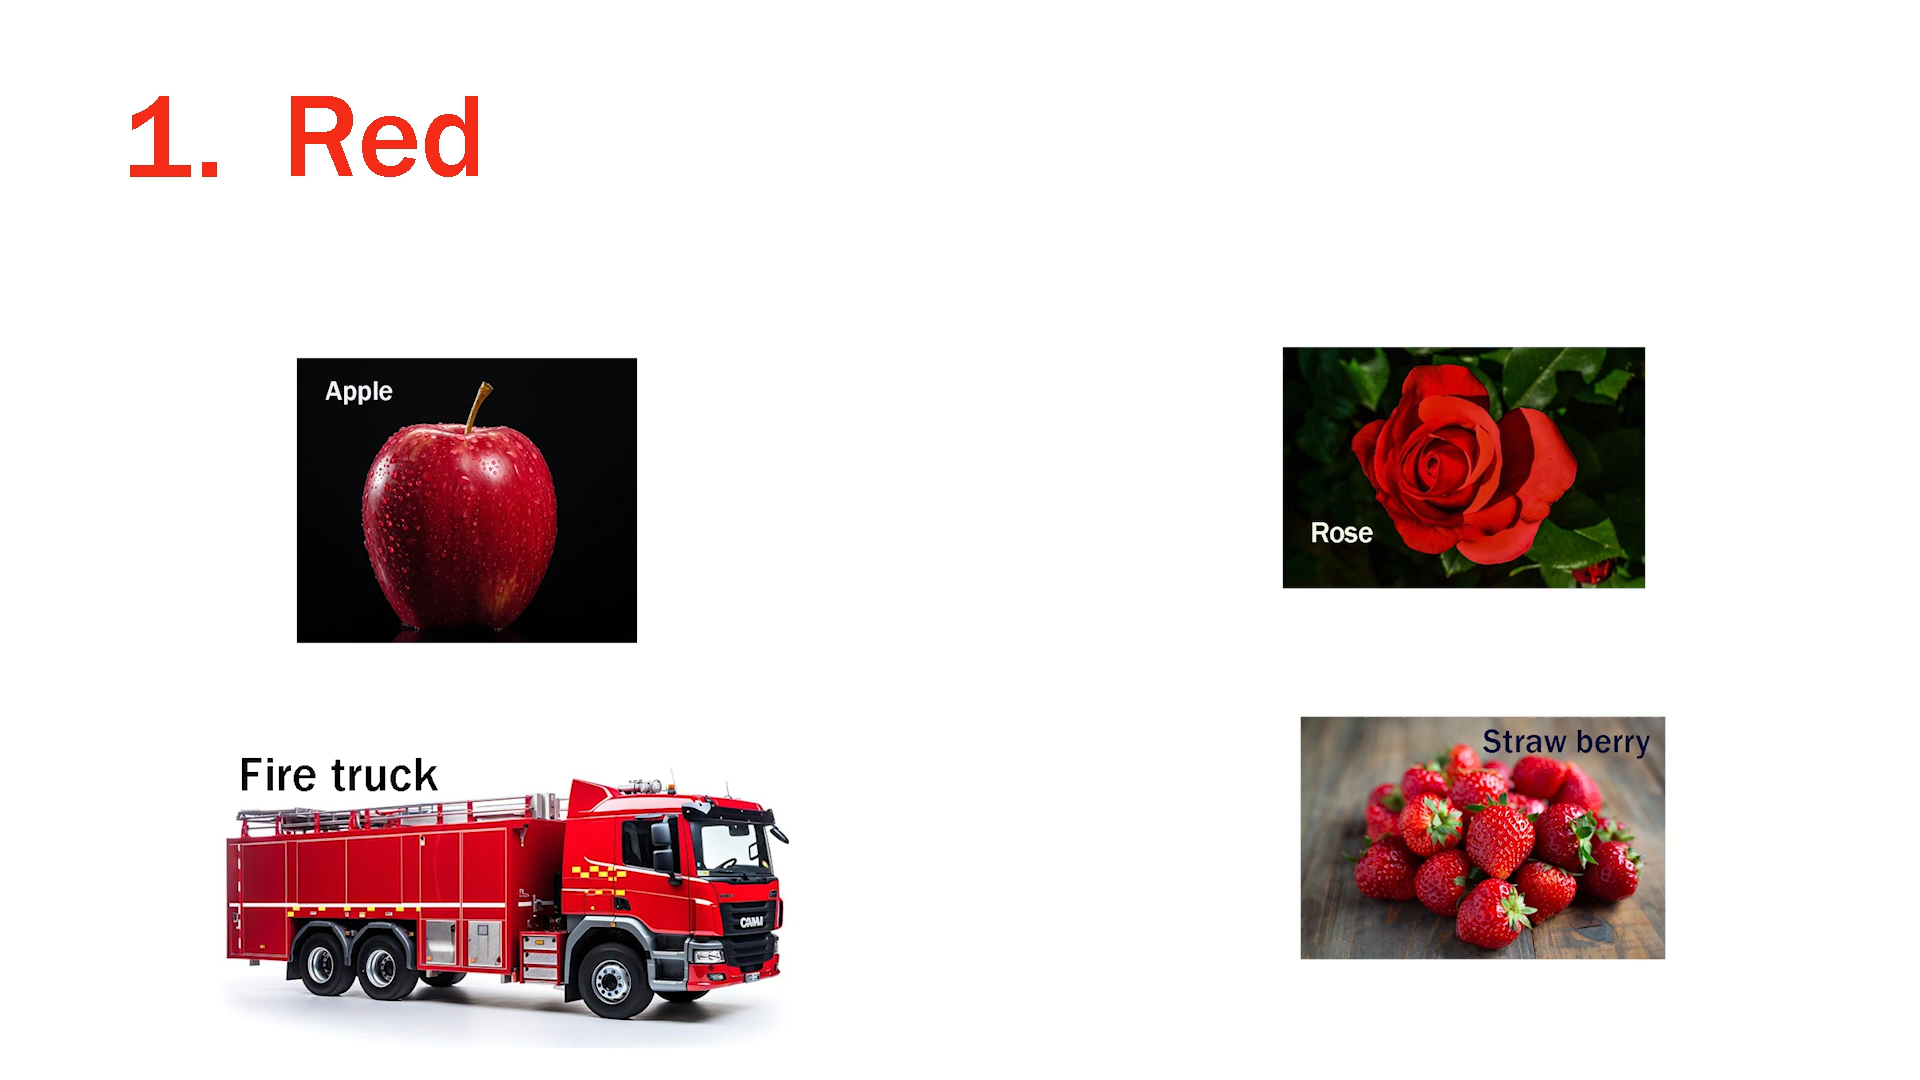 1. Red
Apple
Rose
Fire truck
Straw berry